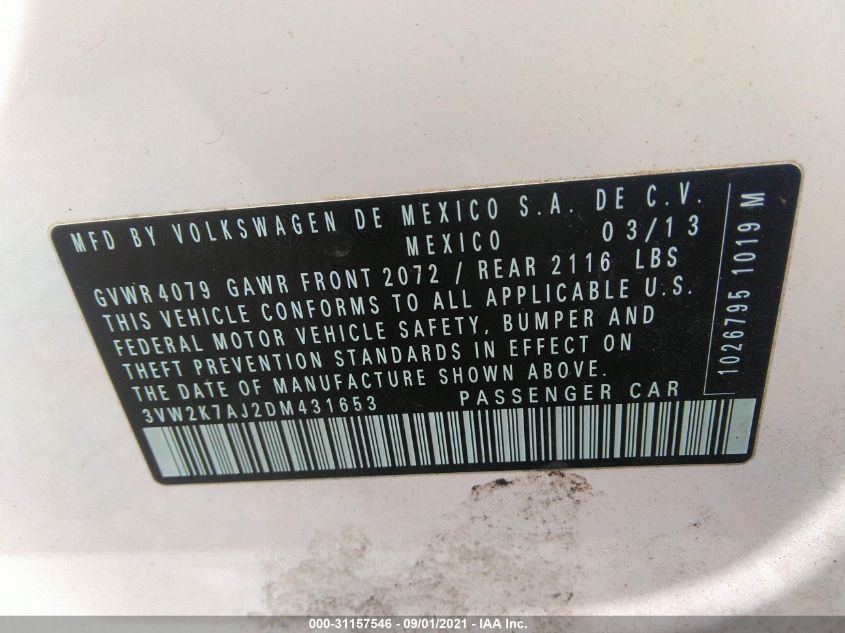 MFD BY VOLKSWAGEN DE MEXICO S.A. DE C.V.
MEXICO 03/13
GVWR4079 GAWR FRONT 2072 / REAR 2116 LBS
THIS VEHICLE CONFORMS TO ALL APPLICABLE U.S.
FEDERAL MOTOR VEHICLE SAFETY, BUMPER AND
THEFT PREVENTION STANDARDS IN EFFECT ON
THE DATE OF MANUFACTURE SHOWN ABOVE.
3VW2K7AJ2DM431653 PASSENGER CAR
1026795 1019 M
000-31157546 - 09/01/2021 - IAA Inc.